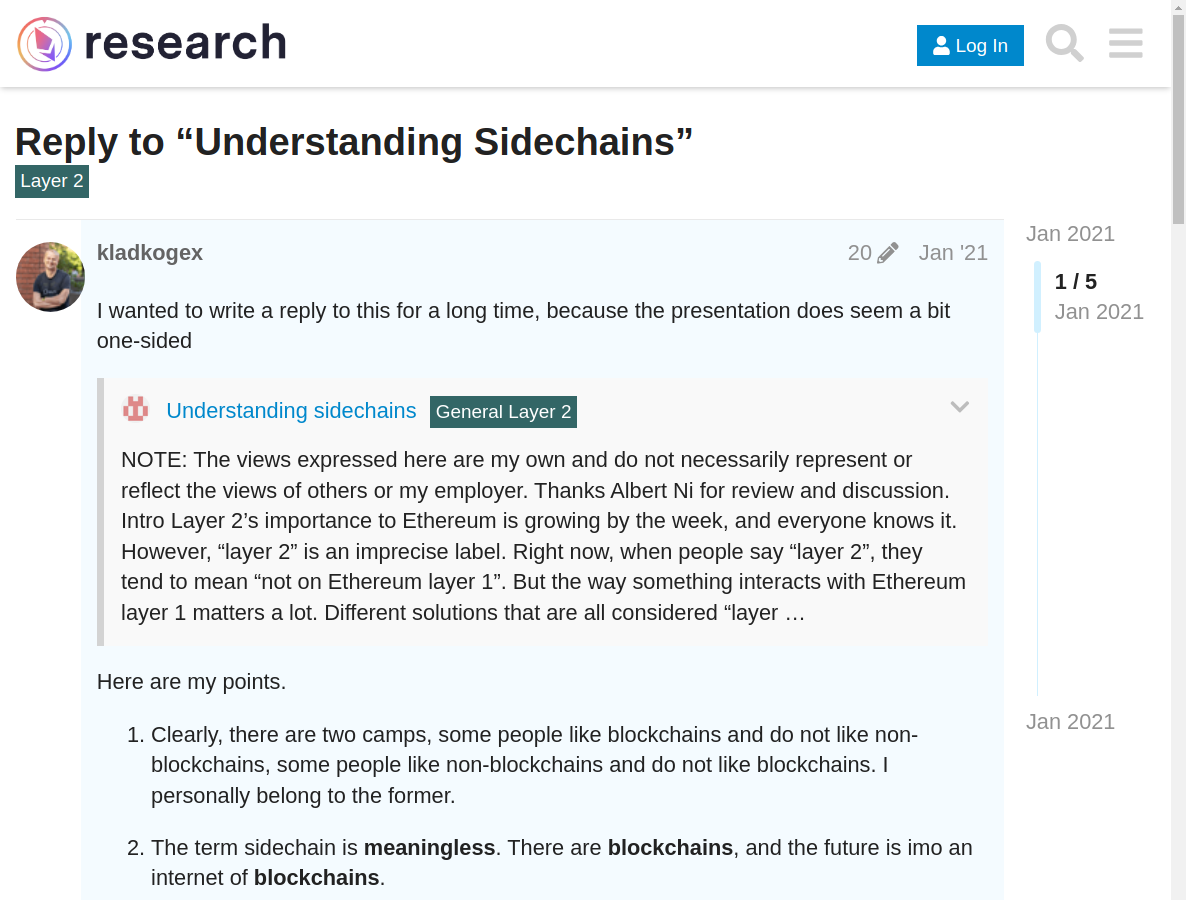 research
Log In
Reply to “Understanding Sidechains”
Layer 2
kladkogex
20
Jan '21
Jan 2021
1 / 5
Jan 2021
I wanted to write a reply to this for a long time, because the presentation does seem a bit
one-sided
Understanding sidechains
General Layer 2
NOTE: The views expressed here are my own and do not necessarily represent or
reflect the views of others or my employer. Thanks Albert Ni for review and discussion.
Intro Layer 2’s importance to Ethereum is growing by the week, and everyone knows it.
However, “layer 2” is an imprecise label. Right now, when people say “layer 2”, they
tend to mean “not on Ethereum layer 1”. But the way something interacts with Ethereum
layer 1 matters a lot. Different solutions that are all considered “layer …
Here are my points.
1. Clearly, there are two camps, some people like blockchains and do not like non-
blockchains, some people like non-blockchains and do not like blockchains. I
personally belong to the former.
2. The term sidechain is meaningless. There are blockchains, and the future is imo an
internet of blockchains.
Jan 2021